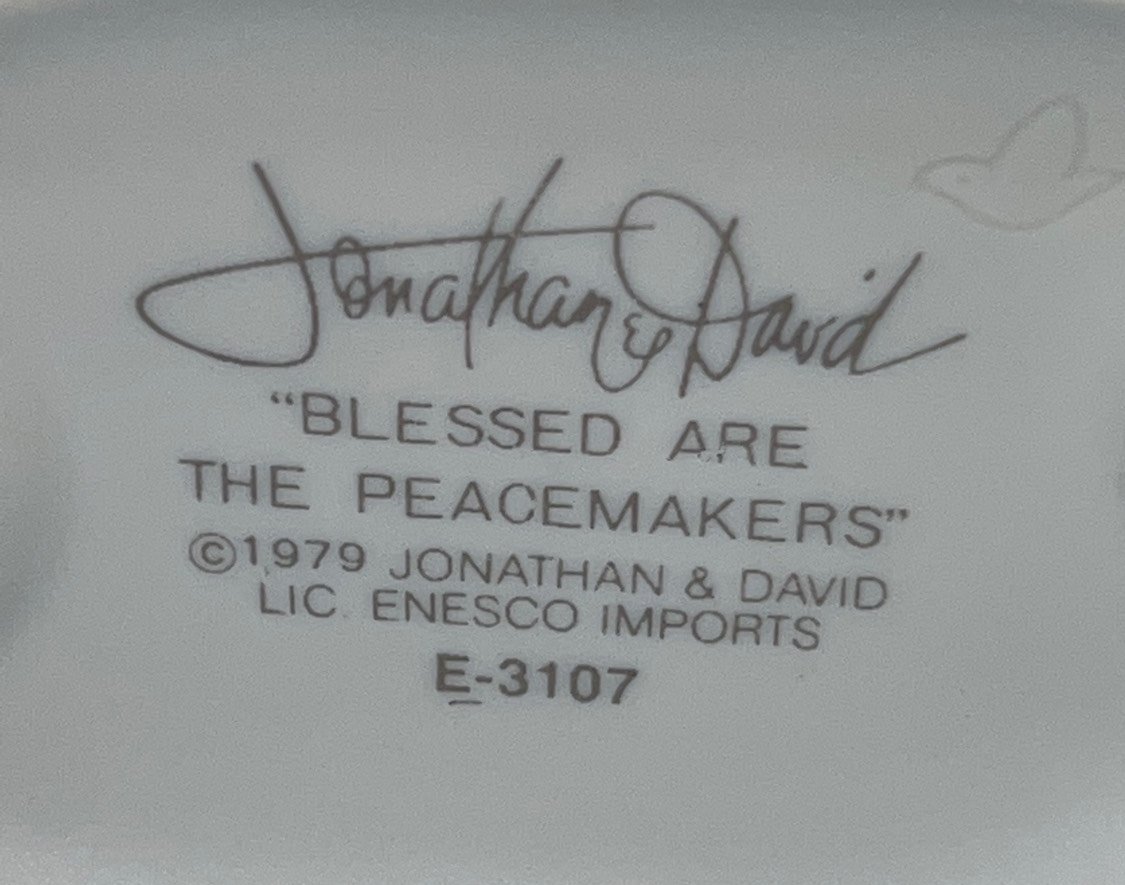 Jonathan & David
“BLESSED ARE
THE PEACEMAKERS”
©1979 JONATHAN & DAVID
LIC. ENESCO IMPORTS
E-3107